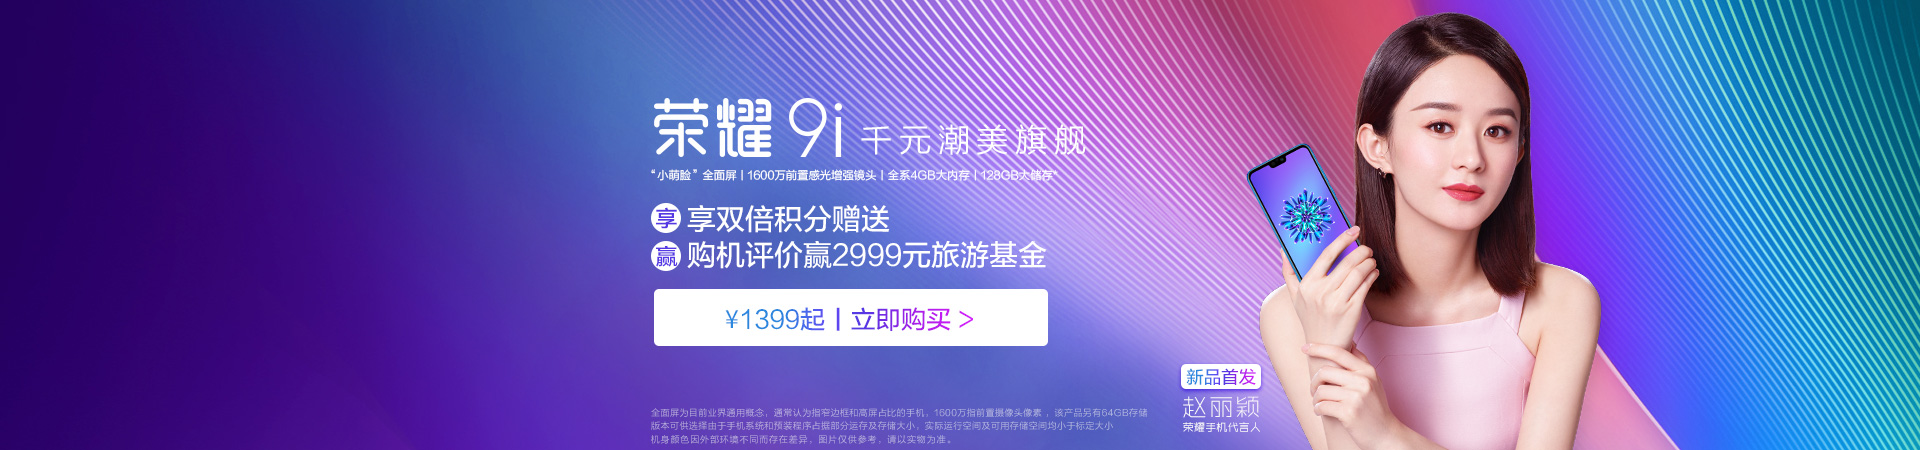 荣耀 9i 千元潮美旗舰
“小萌脸”全面屏丨1600万前置感光增强镜头丨全系4GB大内存丨128GB大储存*
享 享双倍积分赠送
赢 购机评价赢2999元旅游基金
¥1399起丨立即购买 >
新品首发
赵丽颖
荣耀手机代言人
全面屏为目前业界通用概念，通常认为指窄边框和高屏占比的手机，1600万指前置摄像头像素，该产品另有64GB存储
版本可供选择由于手机系统和预装程序占据部分运存及存储大小，实际运行空间及可用存储空间均小于标定大小
机身颜色因外部环境不同而存在差异，图片仅供参考，请以实物为准。